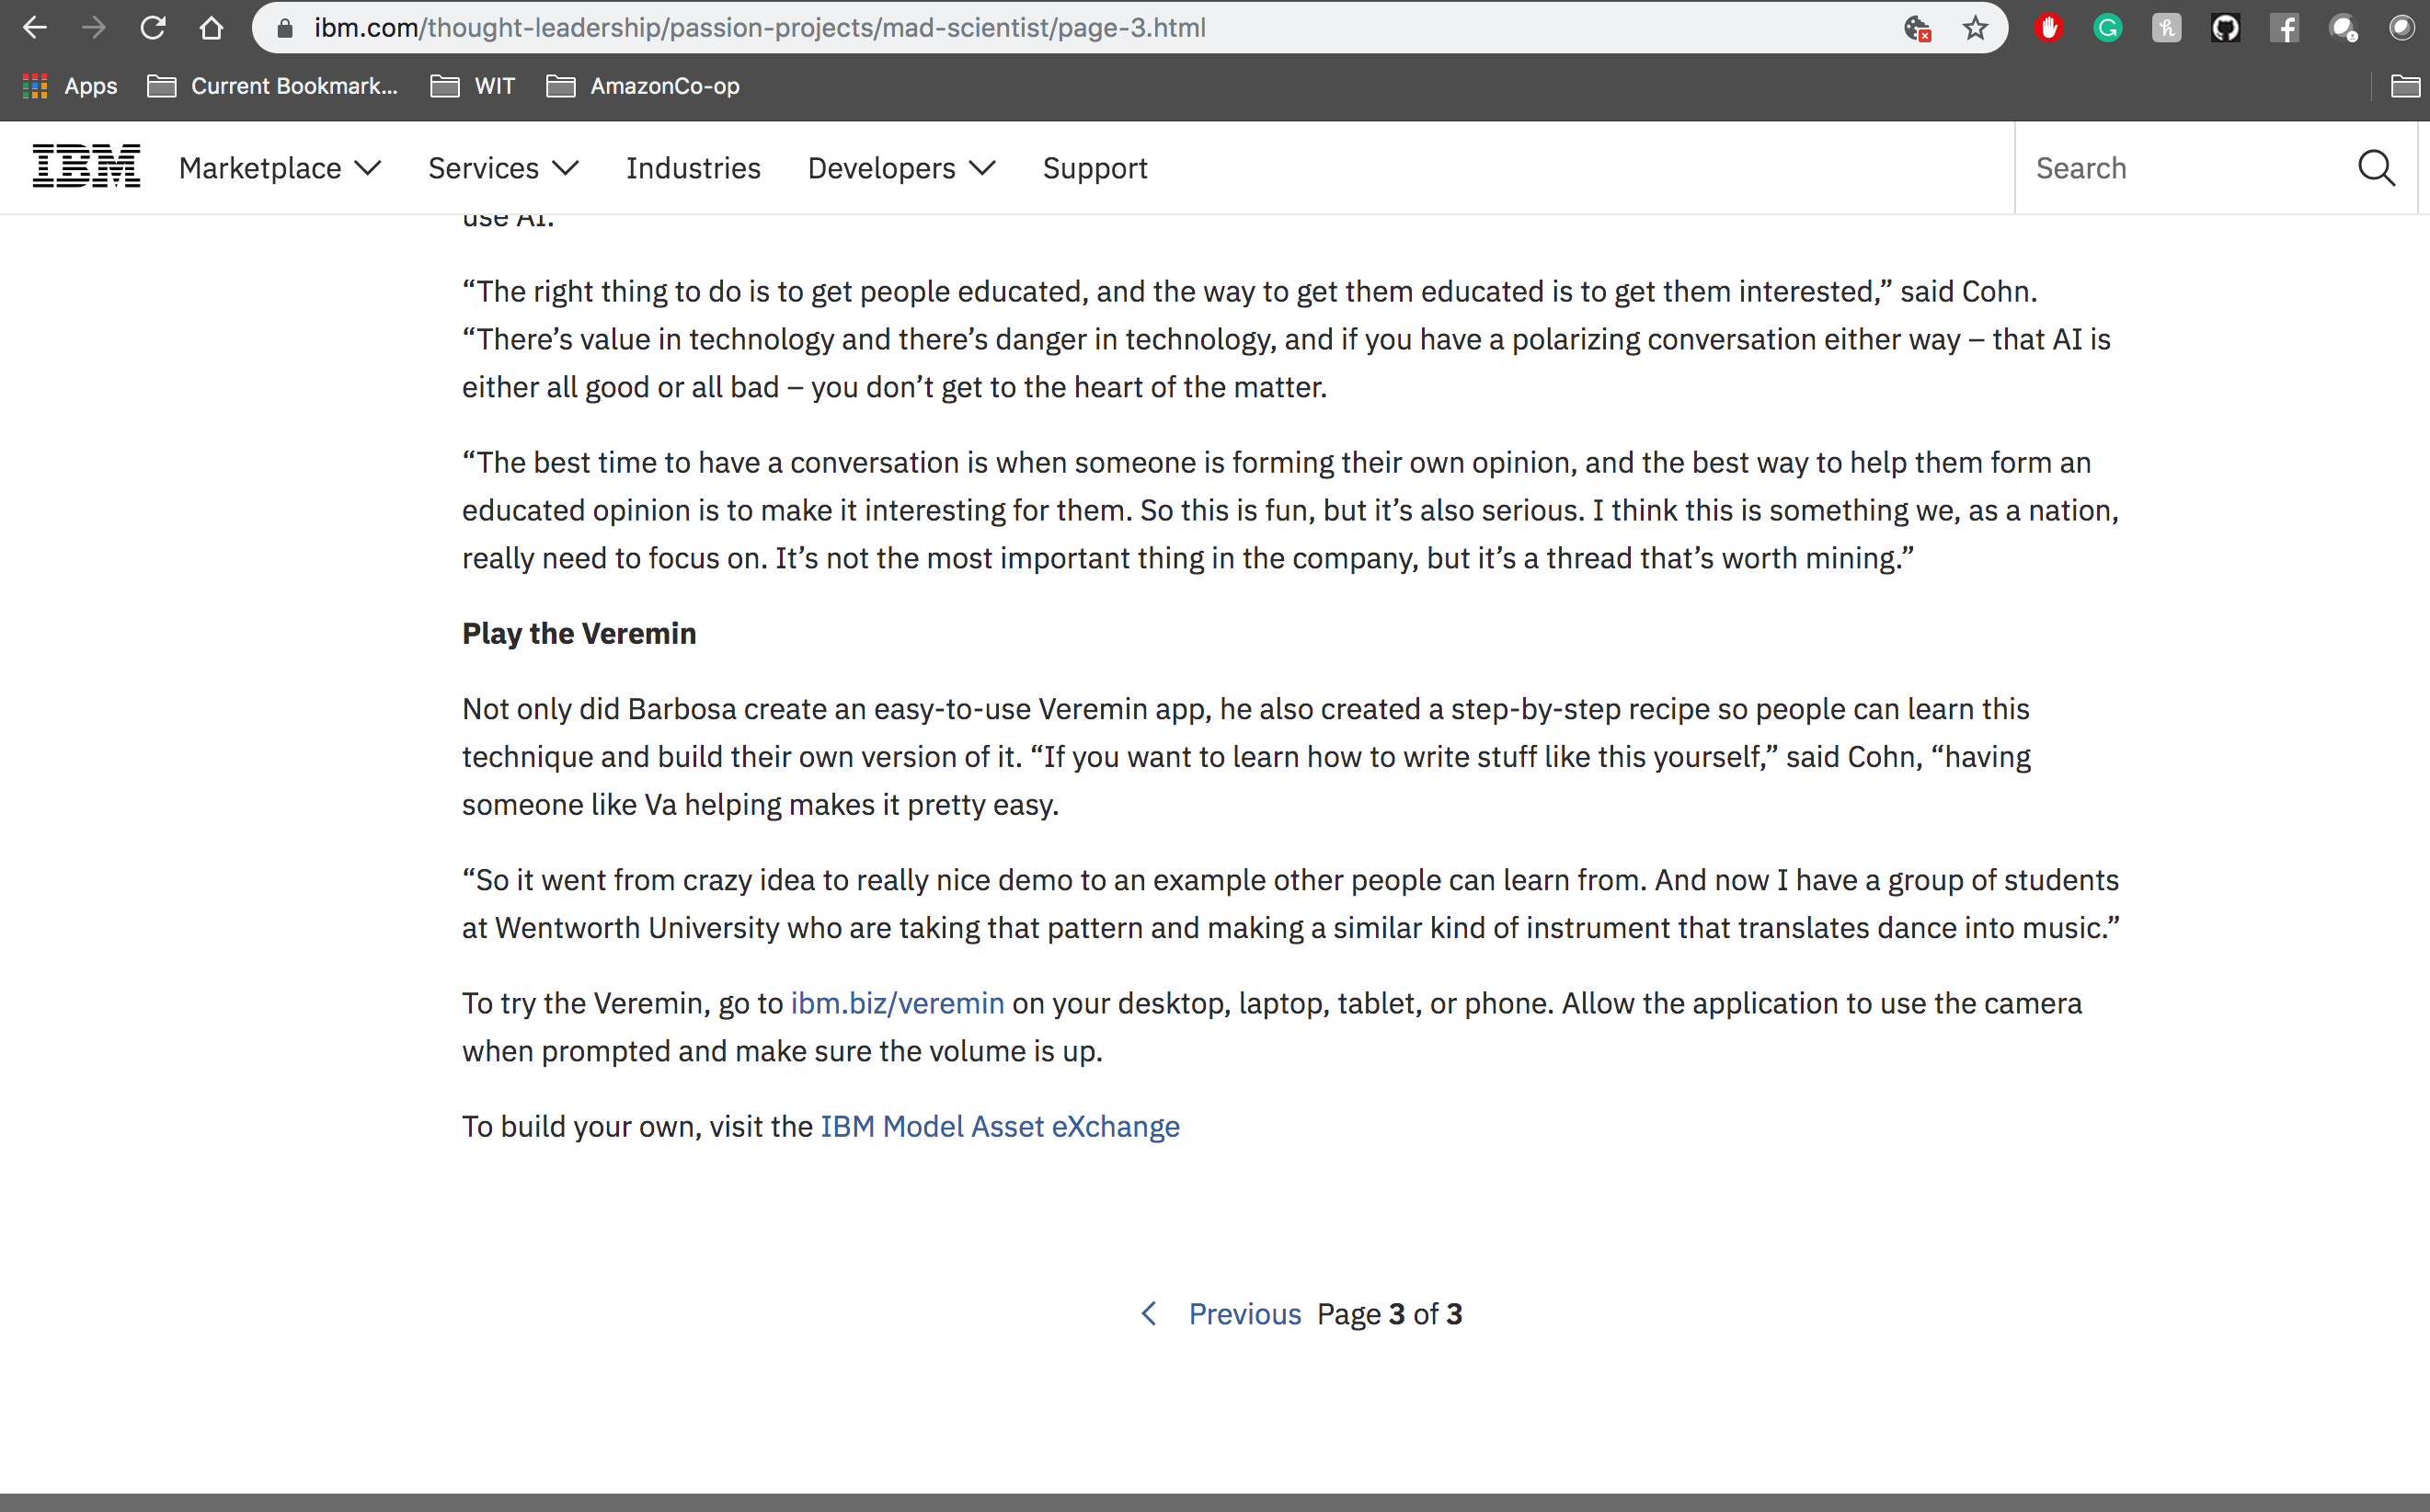 ibm.com/thought-leadership/passion-projects/mad-scientist/page-3.html
Apps Current Bookmark... WIT AmazonCo-op
IBM Marketplace Services Industries Developers Support Search
use AI.
“The right thing to do is to get people educated, and the way to get them educated is to get them interested,” said Cohn.
“There’s value in technology and there’s danger in technology, and if you have a polarizing conversation either way – that AI is
either all good or all bad – you don’t get to the heart of the matter.
“The best time to have a conversation is when someone is forming their own opinion, and the best way to help them form an
educated opinion is to make it interesting for them. So this is fun, but it’s also serious. I think this is something we, as a nation,
really need to focus on. It’s not the most important thing in the company, but it’s a thread that’s worth mining.”
Play the Veremin
Not only did Barbosa create an easy-to-use Veremin app, he also created a step-by-step recipe so people can learn this
technique and build their own version of it. “If you want to learn how to write stuff like this yourself,” said Cohn, “having
someone like Va helping makes it pretty easy.
“So it went from crazy idea to really nice demo to an example other people can learn from. And now I have a group of students
at Wentworth University who are taking that pattern and making a similar kind of instrument that translates dance into music.”
To try the Veremin, go to ibm.biz/veremin on your desktop, laptop, tablet, or phone. Allow the application to use the camera
when prompted and make sure the volume is up.
To build your own, visit the IBM Model Asset eXchange
Previous Page 3 of 3